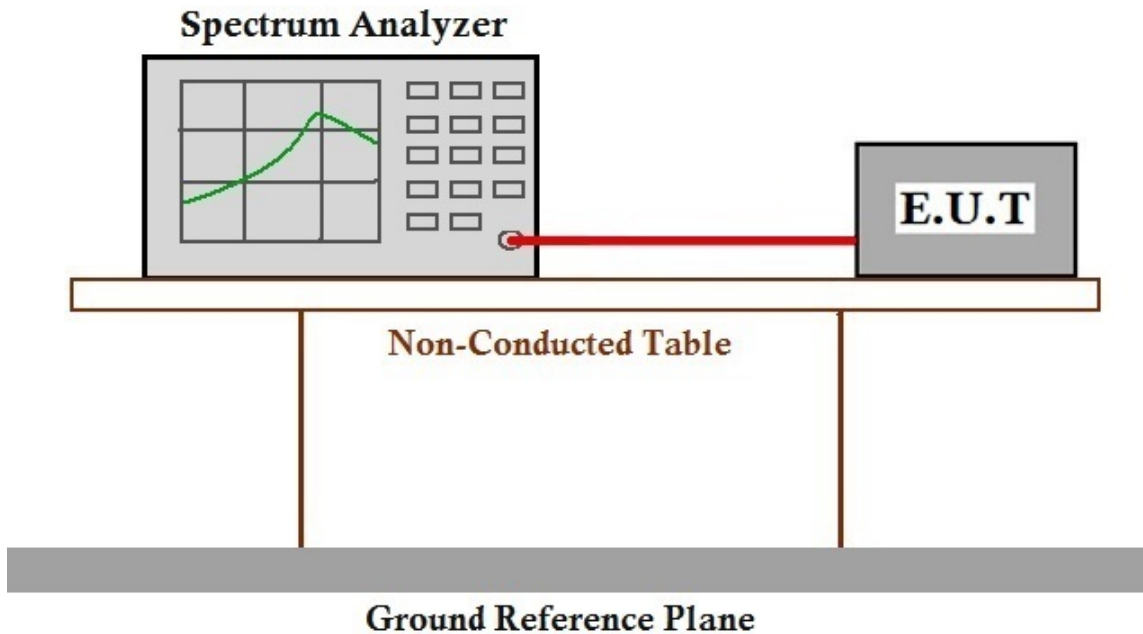 Spectrum Analyzer
E.U.T
Non-Conducted Table
Ground Reference Plane